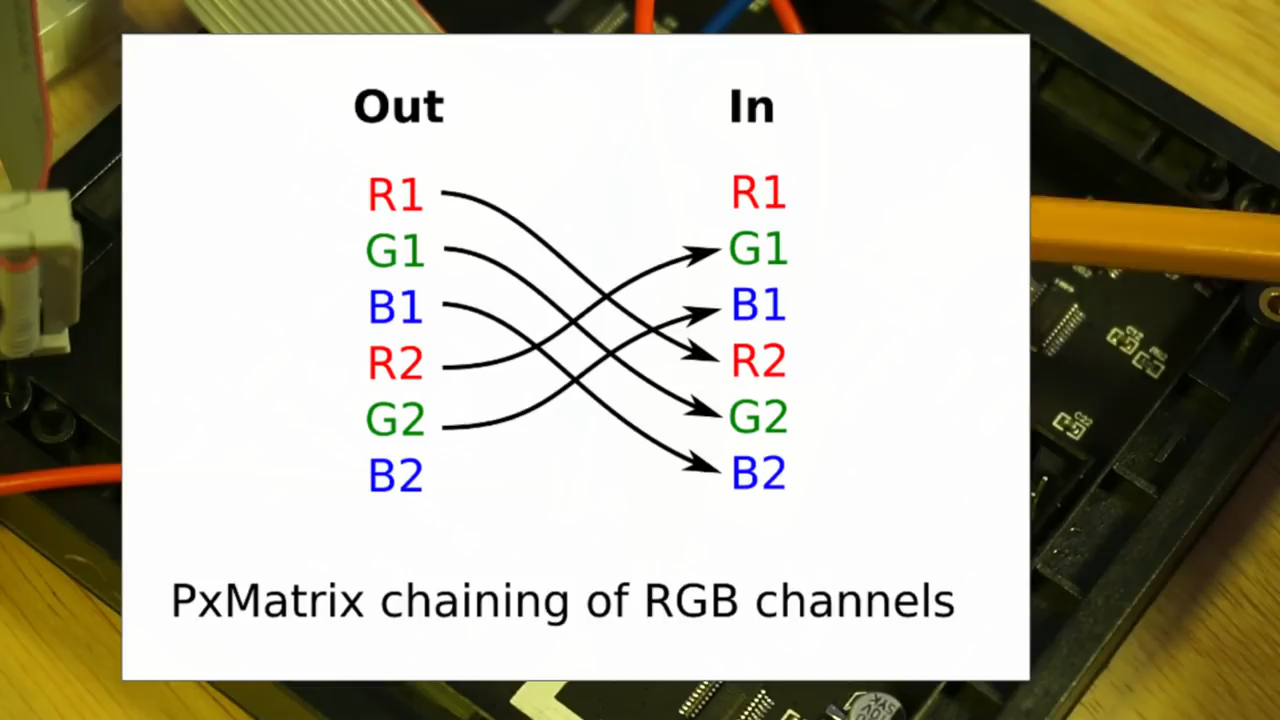 Out In
R1 R1
G1 G1
B1 B1
R2 R2
G2 G2
B2 B2
PxMatrix chaining of RGB channels